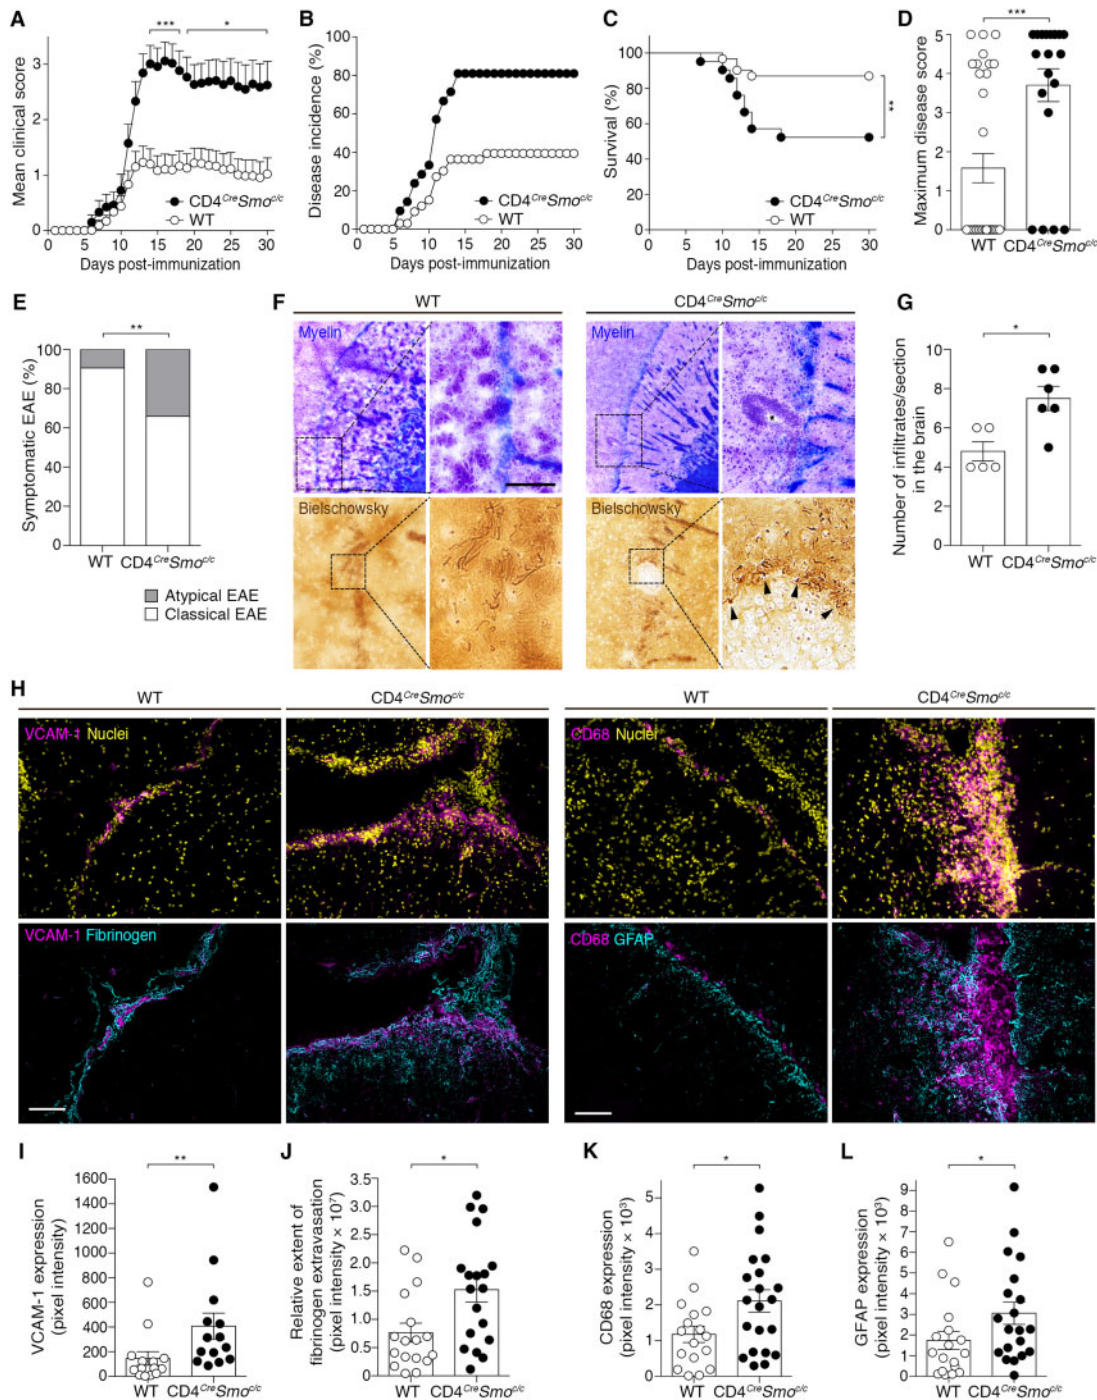 A
Mean clinical score
3
2
1
0
0 5 10 15 20 25 30
Days post-immunization
***
*
CD4CreSmoc/c
WT
B
Disease incidence (%)
100
80
60
40
20
0
0 5 10 15 20 25 30
Days post-immunization
CD4CreSmoc/c
WT
C
Survival (%)
100
80
60
40
20
0
0 5 10 15 20 25 30
Days post-immunization
**
CD4CreSmoc/c
WT
D
Maximum disease score
5
4
3
2
1
0
***
WT CD4CreSmoc/c
E
Symptomatic EAE (%)
100
80
60
40
20
0
**
WT CD4CreSmoc/c
Atypical EAE
Classical EAE
F
WT
CD4CreSmoc/c
Myelin
Myelin
*
Bielschowsky
Bielschowsky
G
Number of infiltrates/section
in the brain
10
8
6
4
2
0
*
WT CD4CreSmoc/c
H
WT
CD4CreSmoc/c
WT
CD4CreSmoc/c
VCAM-1 Nuclei
CD68 Nuclei
VCAM-1 Fibrinogen
CD68 GFAP
I
VCAM-1 expression
(pixel intensity)
1600
1400
1200
1000
800
600
400
200
0
**
WT CD4CreSmoc/c
J
Relative extent of
fibrinogen extravasation
(pixel intensity × 10⁷)
3.5
3.0
2.5
2.0
1.5
1.0
0.5
0
*
WT CD4CreSmoc/c
K
CD68 expression
(pixel intensity × 10³)
5
4
3
2
1
0
*
WT CD4CreSmoc/c
L
GFAP expression
(pixel intensity × 10³)
9
8
7
6
5
4
3
2
1
0
*
WT CD4CreSmoc/c